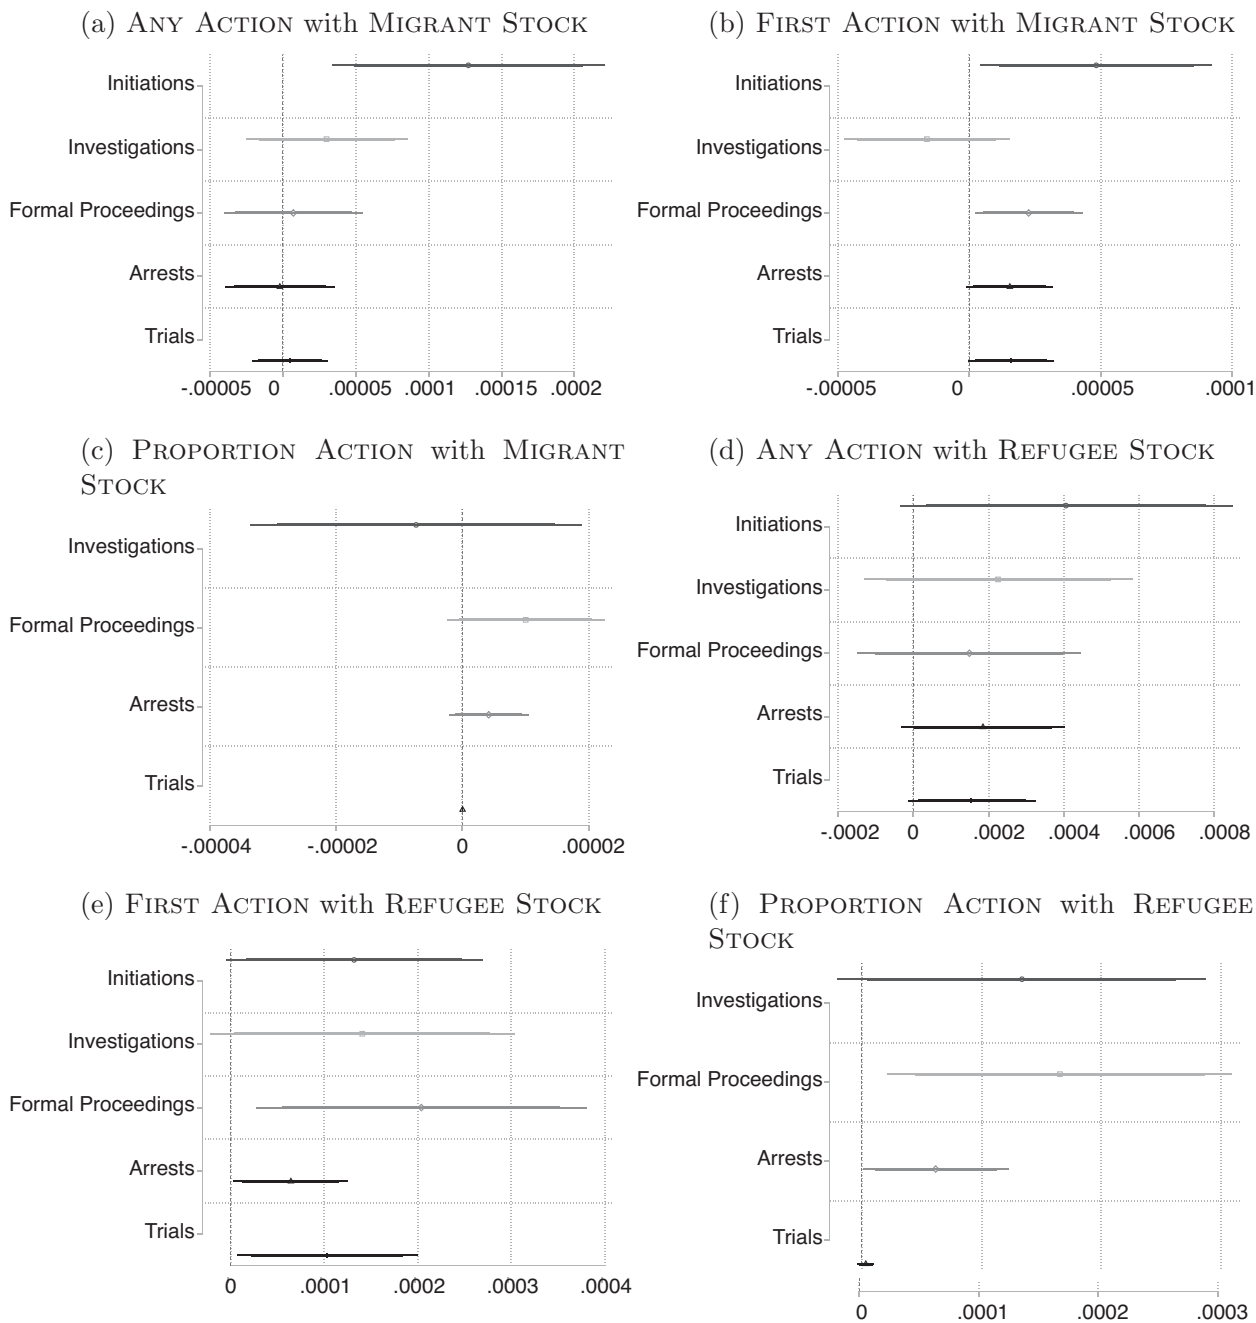 (a) ANY ACTION with MIGRANT STOCK
Initiations
Investigations
Formal Proceedings
Arrests
Trials
-.00005 0 .00005 .0001 .00015 .0002
(b) FIRST ACTION with MIGRANT STOCK
Initiations
Investigations
Formal Proceedings
Arrests
Trials
-.00005 0 .00005 .0001
(c) PROPORTION ACTION with MIGRANT
STOCK
Investigations
Formal Proceedings
Arrests
Trials
-.00004 -.00002 0 .00002
(d) ANY ACTION with REFUGEE STOCK
Initiations
Investigations
Formal Proceedings
Arrests
Trials
-.0002 0 .0002 .0004 .0006 .0008
(e) FIRST ACTION with REFUGEE STOCK
Initiations
Investigations
Formal Proceedings
Arrests
Trials
0 .0001 .0002 .0003 .0004
(f) PROPORTION ACTION with REFUGEE
STOCK
Investigations
Formal Proceedings
Arrests
Trials
0 .0001 .0002 .0003